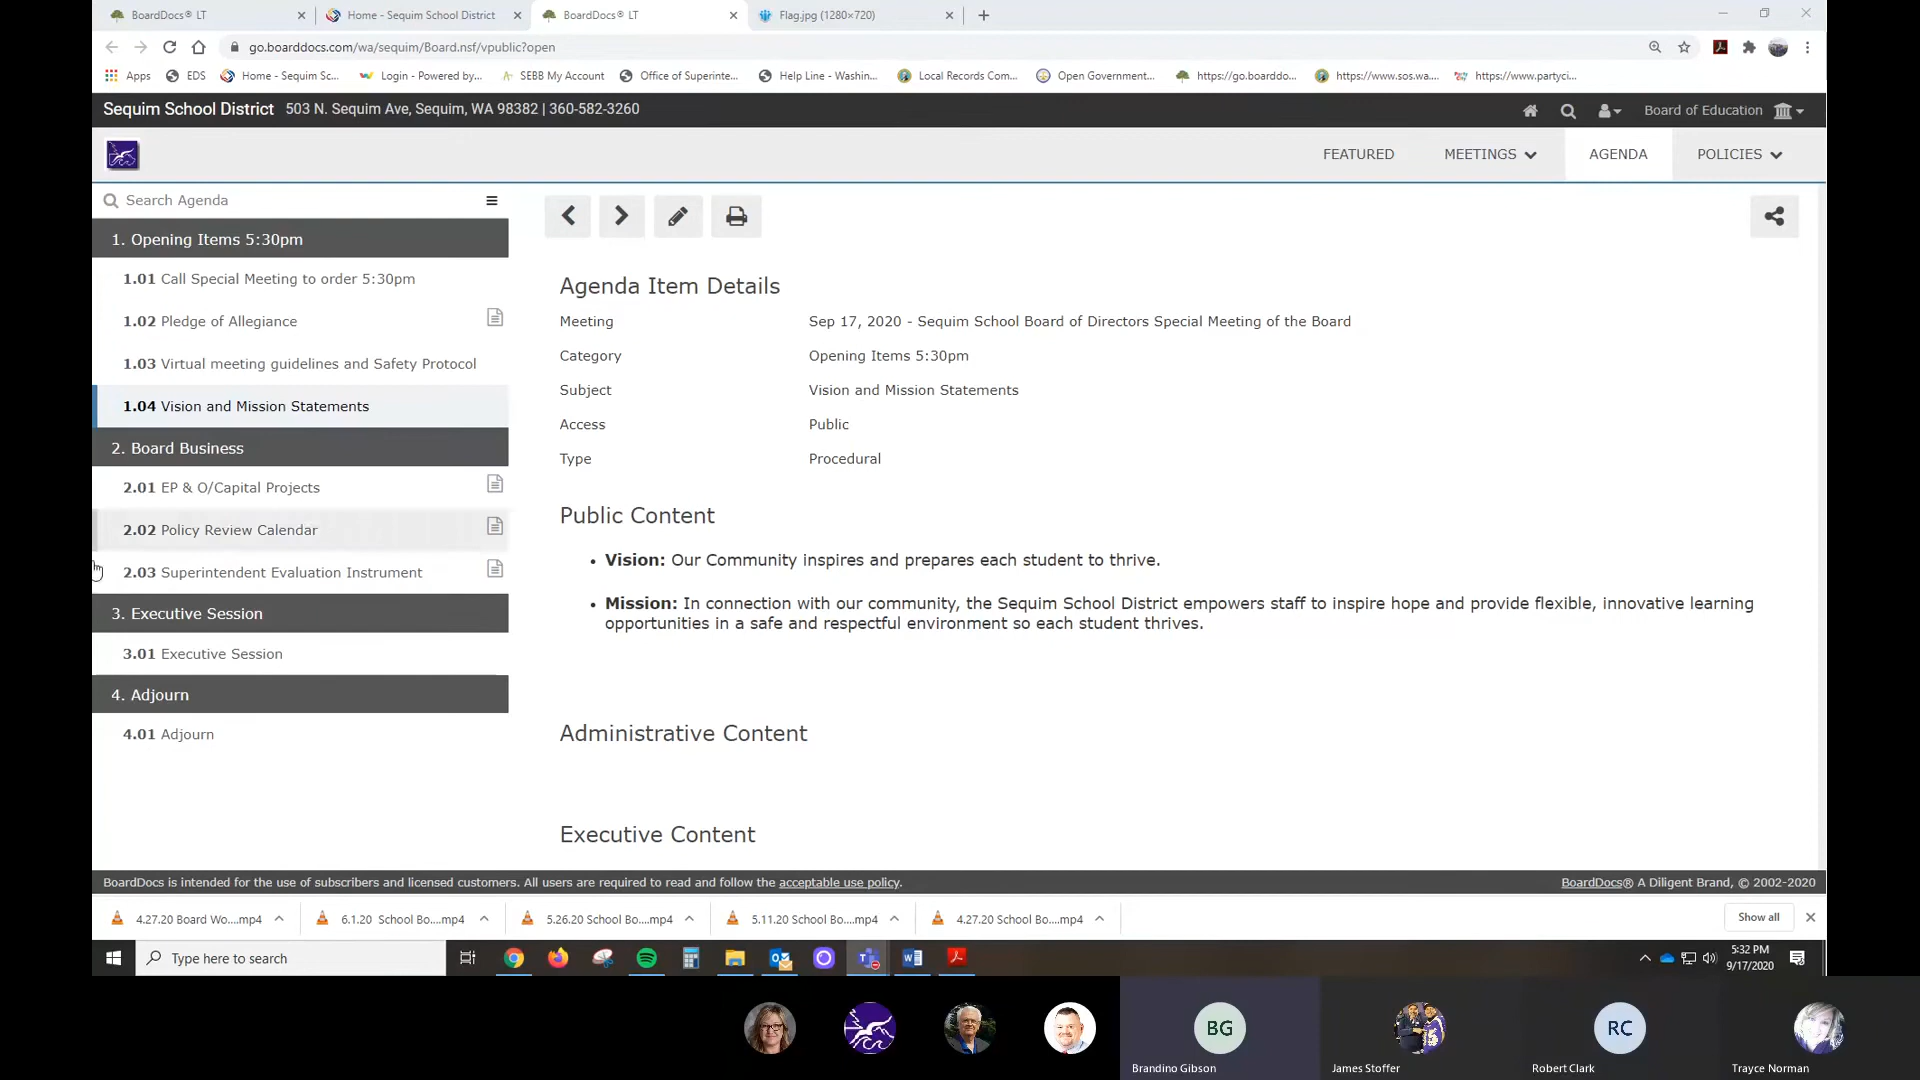 BoardDocs® LT
Home - Sequim School District
BoardDocs® LT
Flag.jpg (1280×720)
go.boarddocs.com/wa/sequim/Board.nsf/vpublic?open
Apps
EDS
Home - Sequim Sc...
Login - Powered by...
SEBB My Account
Office of Superinte...
Help Line - Washin...
Local Records Com...
Open Government...
https://go.boarddo...
https://www.sos.wa....
https://www.partyci...
Sequim School District 503 N. Sequim Ave, Sequim, WA 98382 | 360-582-3260
Board of Education
FEATURED
MEETINGS
AGENDA
POLICIES
Search Agenda
1. Opening Items 5:30pm
1.01 Call Special Meeting to order 5:30pm
1.02 Pledge of Allegiance
1.03 Virtual meeting guidelines and Safety Protocol
1.04 Vision and Mission Statements
2. Board Business
2.01 EP & O/Capital Projects
2.02 Policy Review Calendar
2.03 Superintendent Evaluation Instrument
3. Executive Session
3.01 Executive Session
4. Adjourn
4.01 Adjourn
Agenda Item Details
Meeting Sep 17, 2020 - Sequim School Board of Directors Special Meeting of the Board
Category Opening Items 5:30pm
Subject Vision and Mission Statements
Access Public
Type Procedural
Public Content
• Vision: Our Community inspires and prepares each student to thrive.
• Mission: In connection with our community, the Sequim School District empowers staff to inspire hope and provide flexible, innovative learning
opportunities in a safe and respectful environment so each student thrives.
Administrative Content
Executive Content
BoardDocs is intended for the use of subscribers and licensed customers. All users are required to read and follow the acceptable use policy.
BoardDocs® A Diligent Brand, © 2002-2020
4.27.20 Board Wo....mp4
6.1.20 School Bo....mp4
5.26.20 School Bo....mp4
5.11.20 School Bo....mp4
4.27.20 School Bo....mp4
Show all
Type here to search
5:32 PM
9/17/2020
BG
RC
Brandino Gibson
James Stoffer
Robert Clark
Trayce Norman